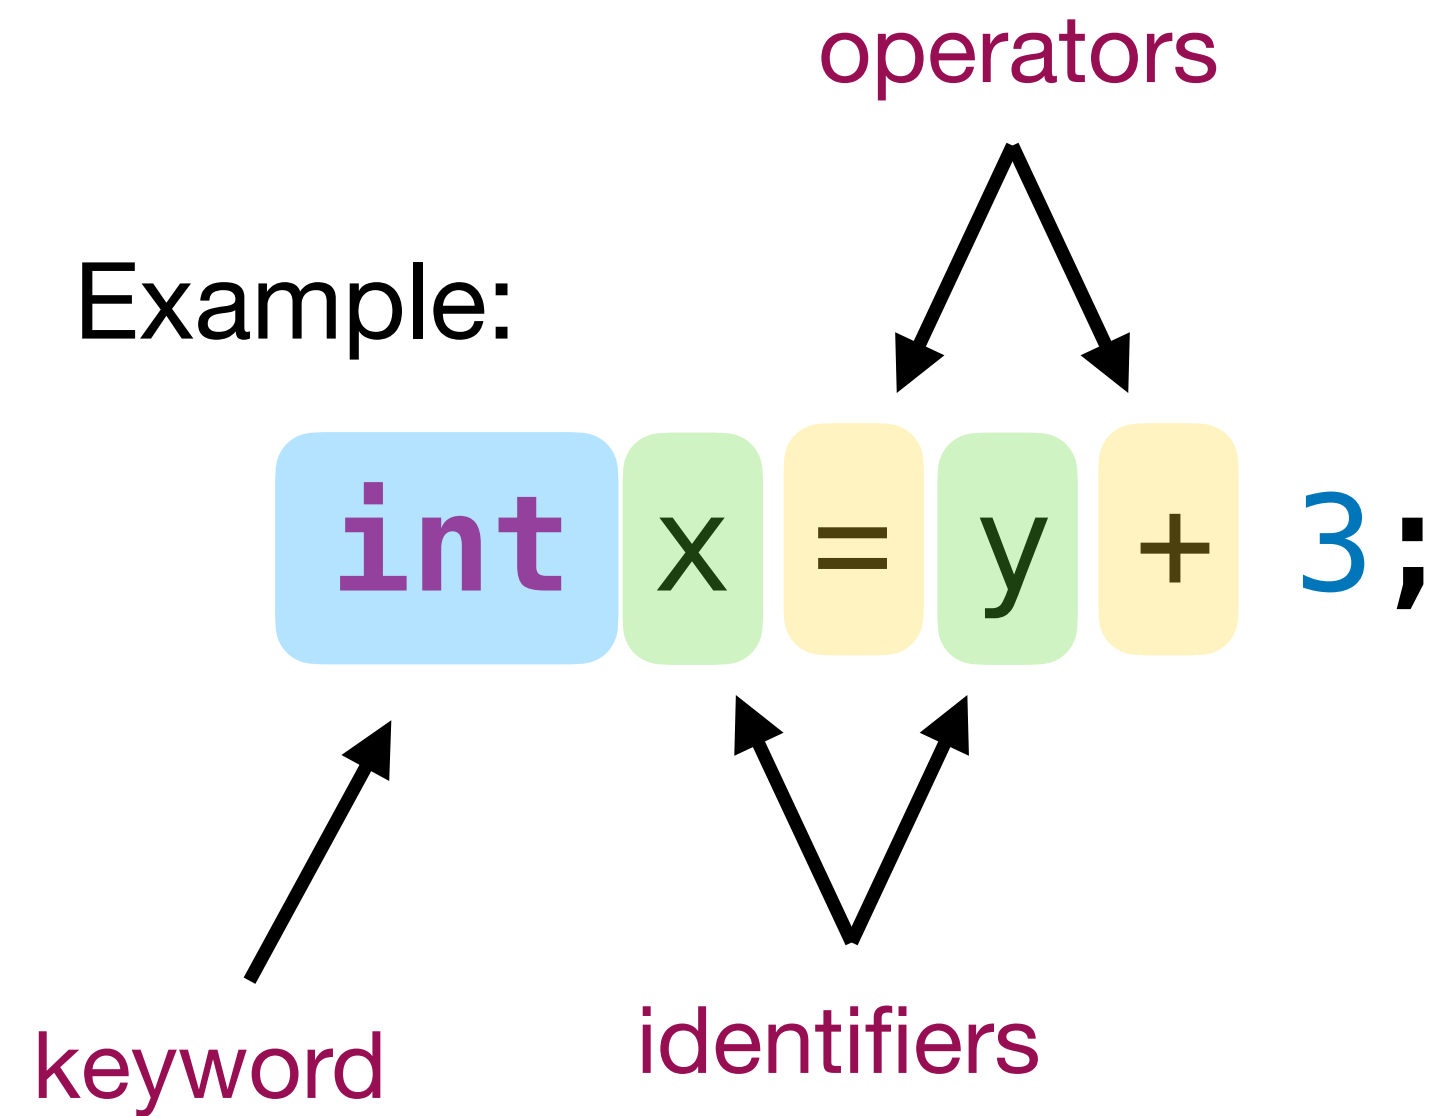 operators
Example:
int x = y + 3;
identifiers
keyword